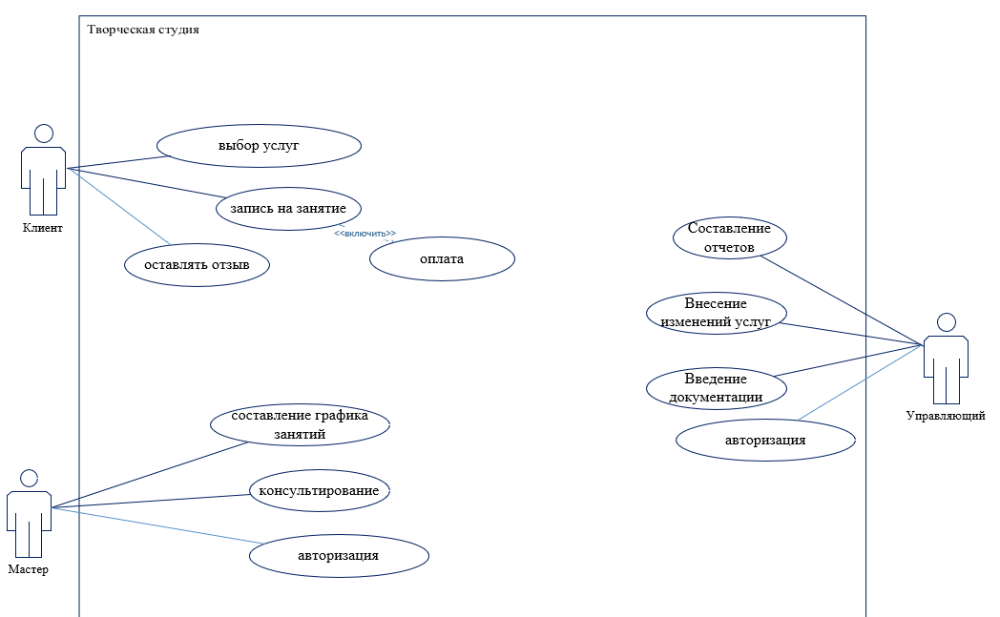 Творческая студия
выбор услуг
запись на занятие
Клиент
<<включить>>
оставлять отзыв
оплата
Составление
отчетов
Внесение
изменений услуг
Введение
документации
Управляющий
авторизация
составление графика
занятий
консультирование
авторизация
Мастер